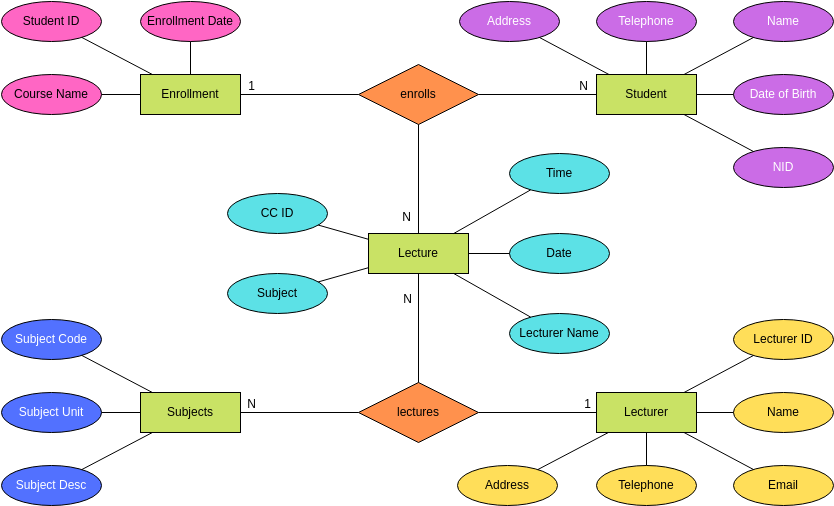 Student ID
Enrollment Date
Address
Telephone
Name
Course Name
Enrollment
1
enrolls
N
Student
Date of Birth
NID
Time
CC ID
N
Lecture
Date
Subject
N
Lecturer Name
Subject Code
Lecturer ID
Subject Unit
Subjects
N
lectures
1
Lecturer
Name
Subject Desc
Address
Telephone
Email